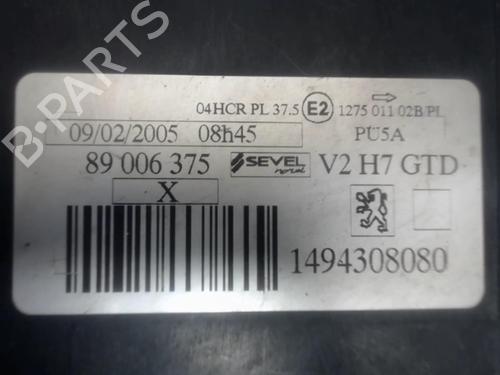 04HCR PL 37.5 E2 1275 011 02B PL
09/02/2005 08h45 PU5A
89 006 375 SEVEL V2 H7 GTD
X
1494308080
B PARTS